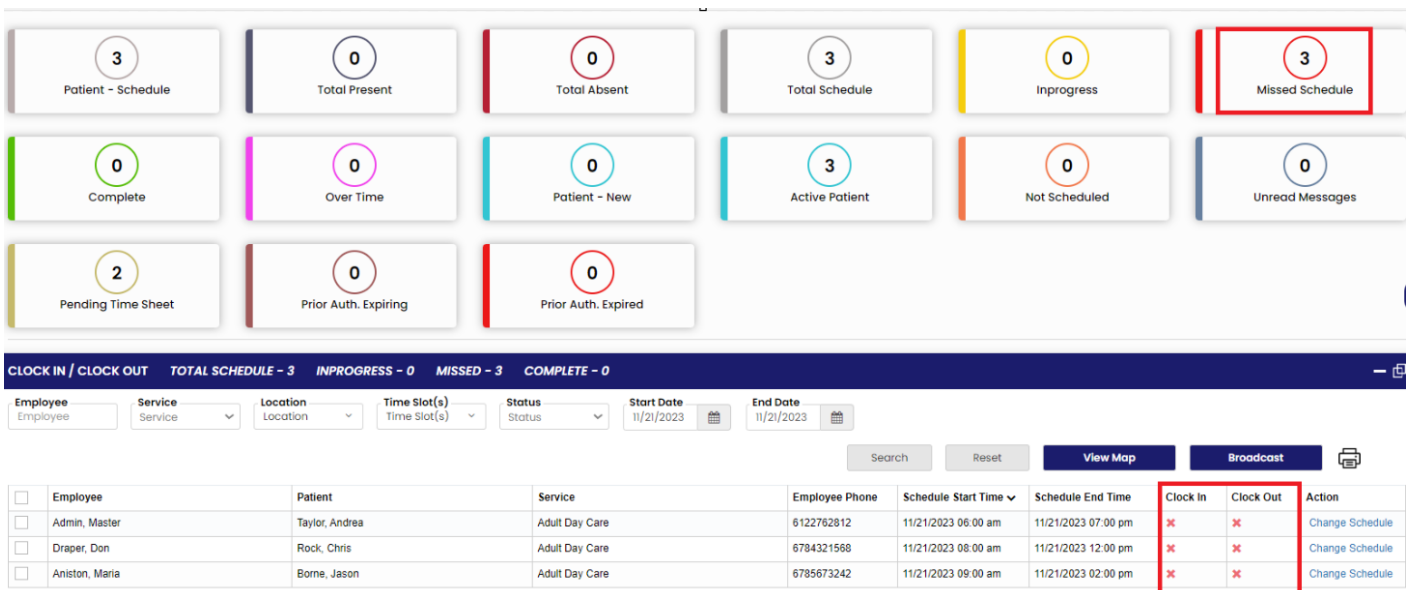 3 0 0 3 0 3
Patient - Schedule Total Present Total Absent Total Schedule Inprogress Missed Schedule
0 0 0 3 0 0
Complete Over Time Patient - New Active Patient Not Scheduled Unread Messages
2 0 0
Pending Time Sheet Prior Auth. Expiring Prior Auth. Expired
CLOCK IN / CLOCK OUT TOTAL SCHEDULE - 3 INPROGRESS - 0 MISSED - 3 COMPLETE - 0
Employee Service Location Time Slot(s) Status Start Date End Date
Employee Service Location Time Slot(s) Status 11/21/2023 11/21/2023
Search Reset View Map Broadcast
Employee Patient Service Employee Phone Schedule Start Time Schedule End Time Clock In Clock Out Action
Admin, Master Taylor, Andrea Adult Day Care 6122762812 11/21/2023 06:00 am 11/21/2023 07:00 pm Change Schedule
Draper, Don Rock, Chris Adult Day Care 6784321568 11/21/2023 08:00 am 11/21/2023 12:00 pm Change Schedule
Aniston, Maria Borne, Jason Adult Day Care 6785673242 11/21/2023 09:00 am 11/21/2023 02:00 pm Change Schedule